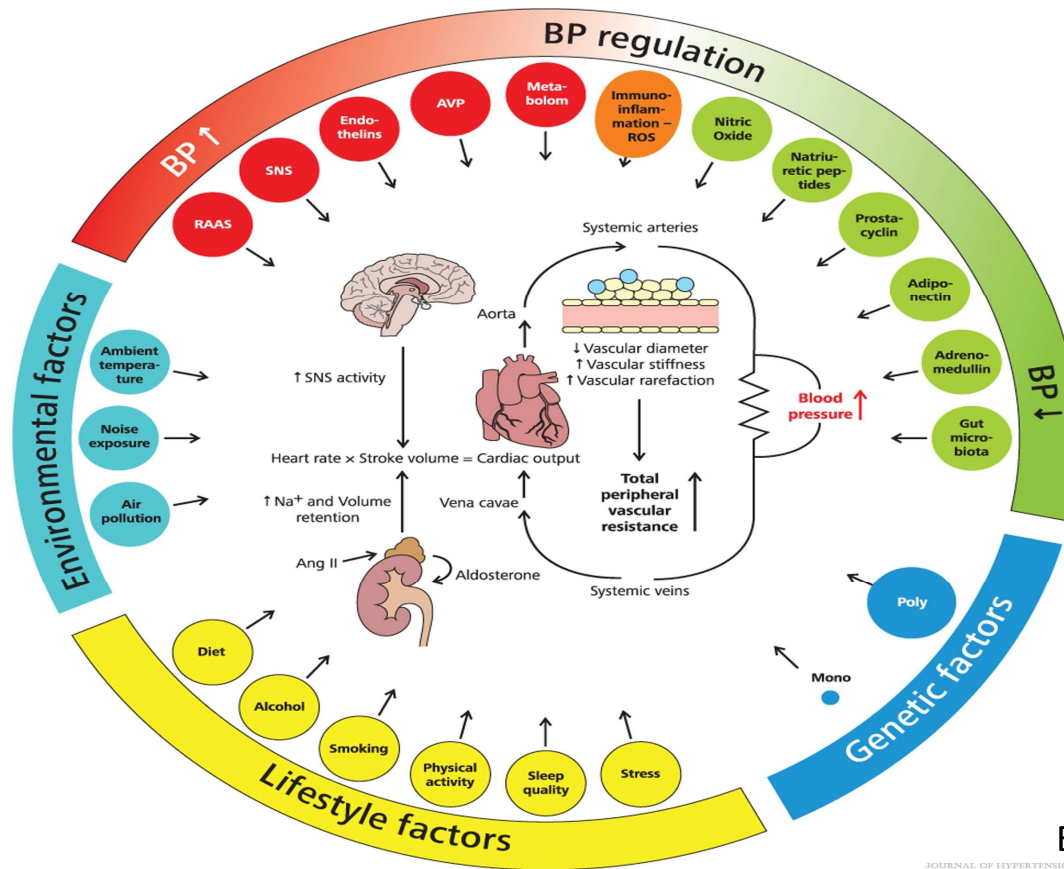 BP regulation
BP ↑
BP ↓
RAAS
SNS
Endo-
thelins
AVP
Meta-
bolom
Immuno-
inflam-
mation –
ROS
Nitric
Oxide
Natriu-
retic pep-
tides
Prosta-
cyclin
Adipo-
nectin
Adreno-
medullin
Gut
micro-
biota
Environmental factors
Ambient
tempera-
ture
Noise
exposure
Air
pollution
Systemic arteries
Aorta
↓ Vascular diameter
↑ Vascular stiffness
↑ Vascular rarefaction
↑ SNS activity
Blood
pressure ↑
Heart rate × Stroke volume = Cardiac output
↑ Na⁺ and Volume
retention
Vena cavae
Total
peripheral
vascular
resistance
Ang II
Aldosterone
Systemic veins
Genetic factors
Poly
Mono
Lifestyle factors
Diet
Alcohol
Smoking
Physical
activity
Sleep
quality
Stress
E
JOURNAL OF HYPERTENSIO